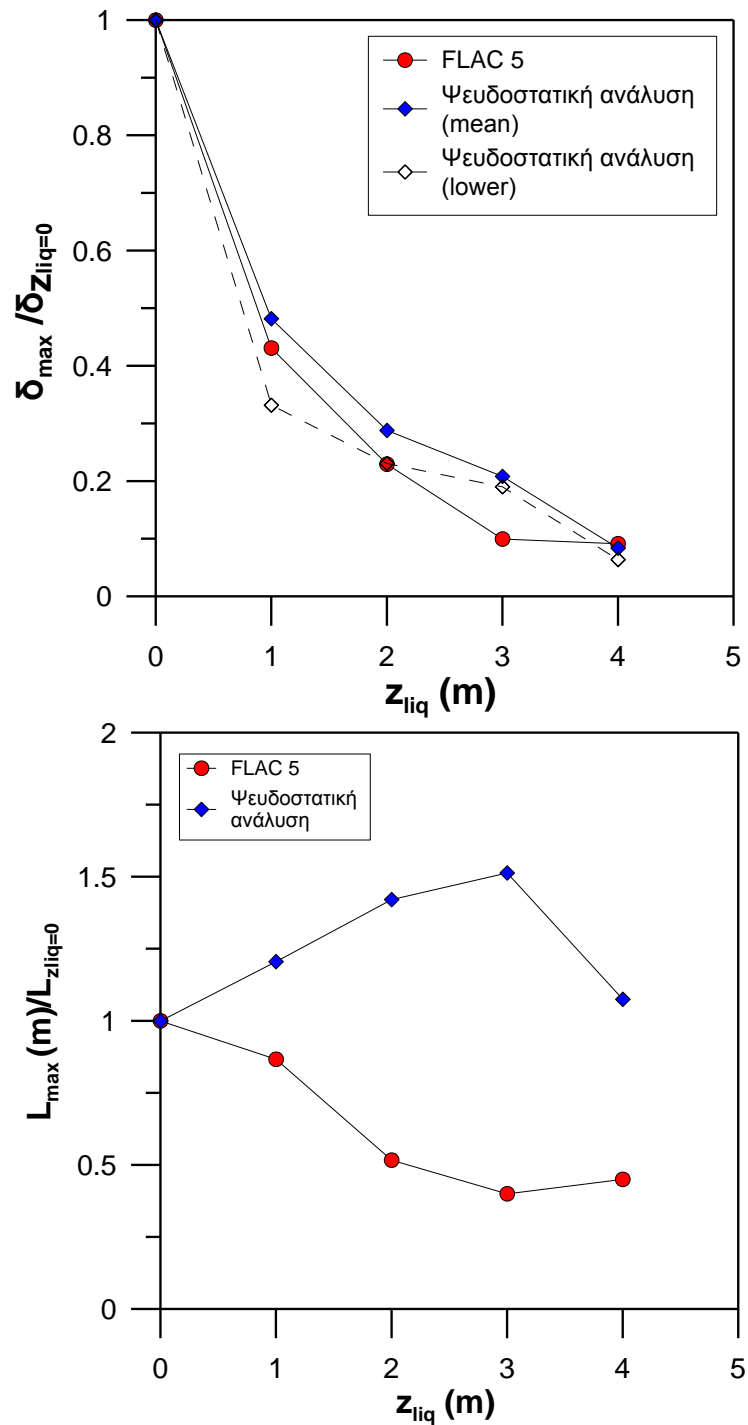 1
0.8
0.6
0.4
0.2
0
δmax /δzliq=0
FLAC 5
Ψευδοστατική ανάλυση
(mean)
Ψευδοστατική ανάλυση
(lower)
0 1 2 3 4 5
zliq (m)
2
1.5
1
0.5
0
Lmax (m)/Lzliq=0
FLAC 5
Ψευδοστατική
ανάλυση
0 1 2 3 4 5
zliq (m)